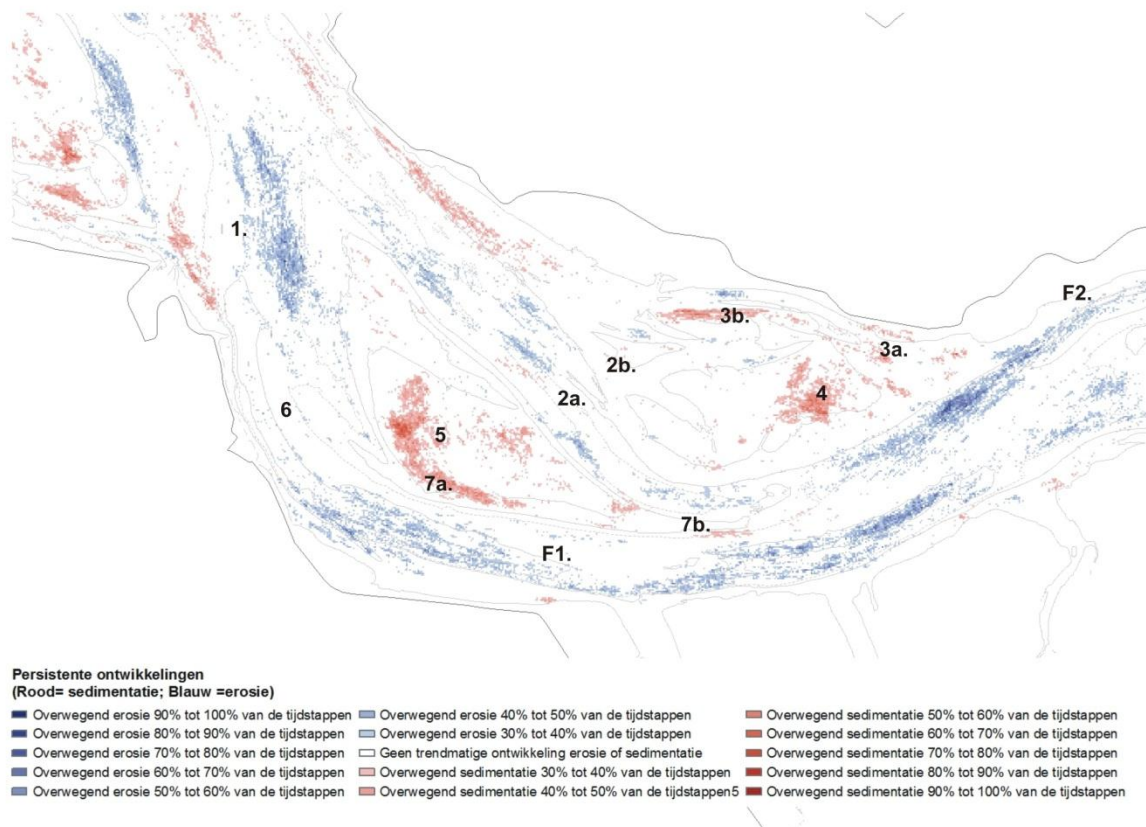 1.
F2.
3b.
3a.
2b.
2a.
4
6
5
7a.
7b.
F1.
Persistente ontwikkelingen
(Rood= sedimentatie; Blauw =erosie)
Overwegend erosie 90% tot 100% van de tijdstappen
Overwegend erosie 80% tot 90% van de tijdstappen
Overwegend erosie 70% tot 80% van de tijdstappen
Overwegend erosie 60% tot 70% van de tijdstappen
Overwegend erosie 50% tot 60% van de tijdstappen
Overwegend erosie 40% tot 50% van de tijdstappen
Overwegend erosie 30% tot 40% van de tijdstappen
Geen trendmatige ontwikkeling erosie of sedimentatie
Overwegend sedimentatie 30% tot 40% van de tijdstappen
Overwegend sedimentatie 40% tot 50% van de tijdstappen5
Overwegend sedimentatie 50% tot 60% van de tijdstappen
Overwegend sedimentatie 60% tot 70% van de tijdstappen
Overwegend sedimentatie 70% tot 80% van de tijdstappen
Overwegend sedimentatie 80% tot 90% van de tijdstappen
Overwegend sedimentatie 90% tot 100% van de tijdstappen